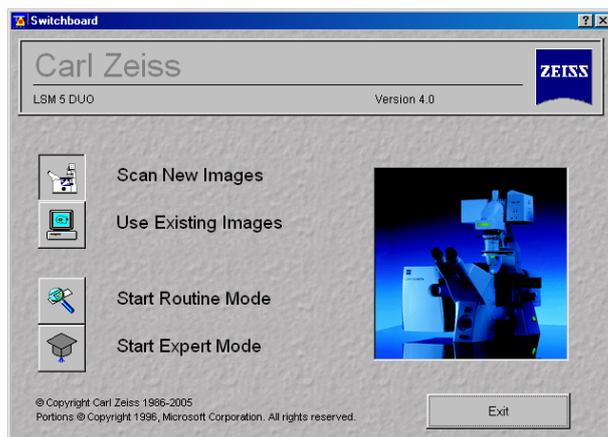 Switchboard
Carl Zeiss
ZEISS
LSM 5 DUO Version 4.0
Scan New Images
Use Existing Images
Start Routine Mode
Start Expert Mode
© Copyright Carl Zeiss 1986-2005
Portions © Copyright 1996, Microsoft Corporation. All rights reserved.
Exit